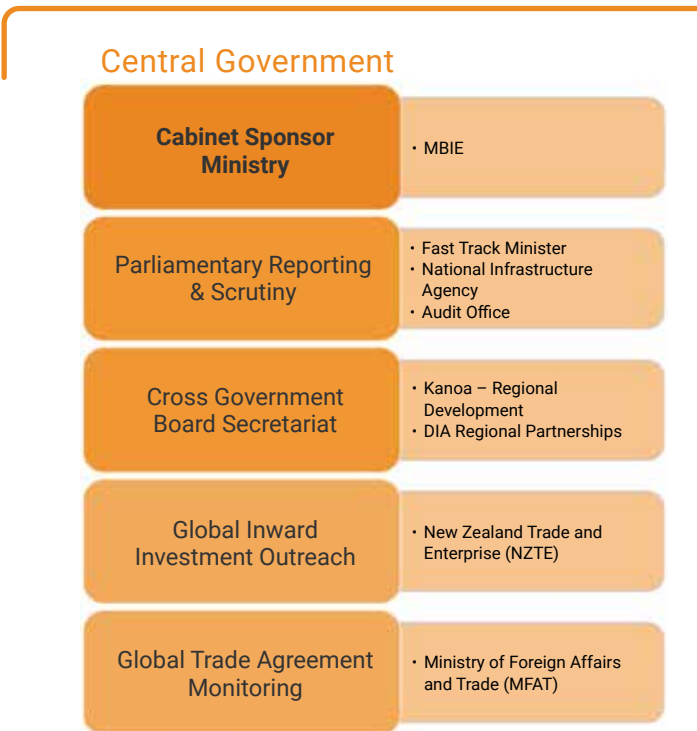 Central Government
Cabinet Sponsor
Ministry
• MBIE
Parliamentary Reporting
& Scrutiny
• Fast Track Minister
• National Infrastructure
Agency
• Audit Office
Cross Government
Board Secretariat
• Kanoa – Regional
Development
• DIA Regional Partnerships
Global Inward
Investment Outreach
• New Zealand Trade and
Enterprise (NZTE)
Global Trade Agreement
Monitoring
• Ministry of Foreign Affairs
and Trade (MFAT)